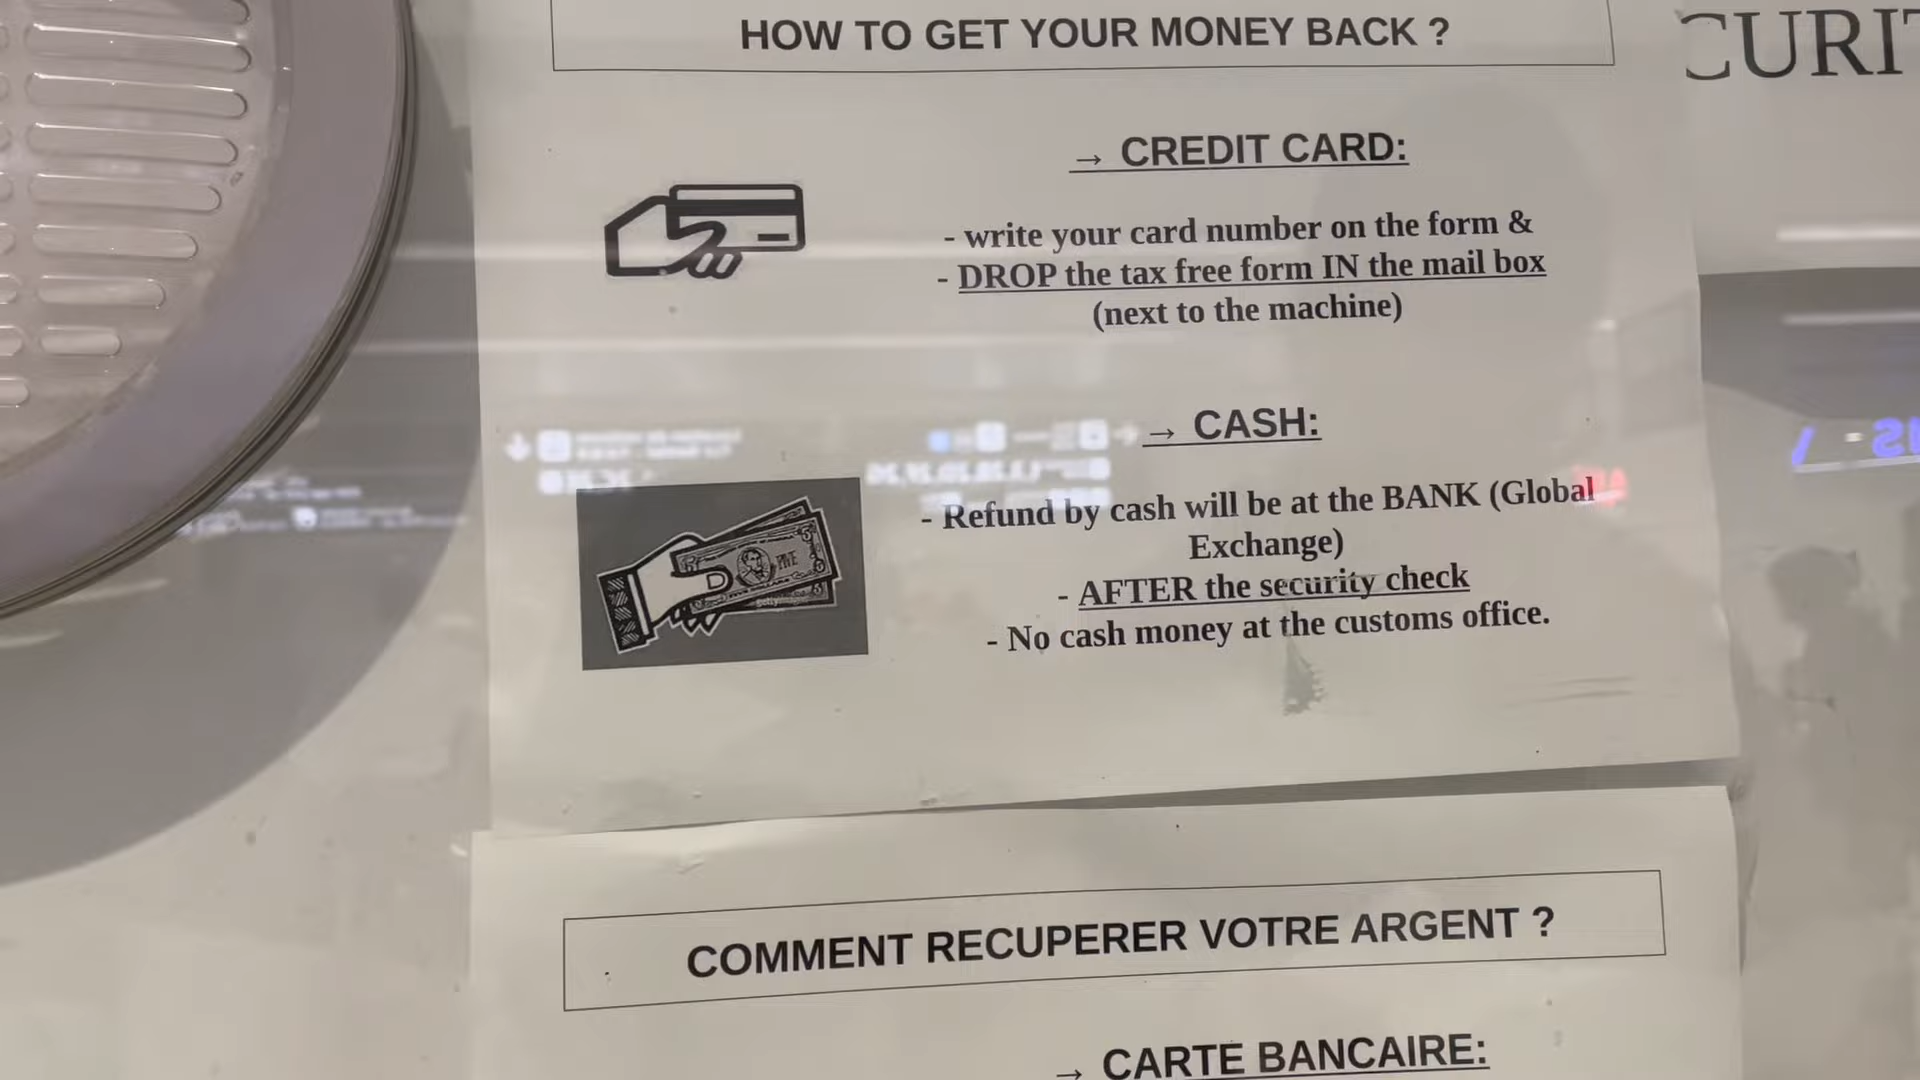 HOW TO GET YOUR MONEY BACK ?
CURIT
→ CREDIT CARD:
- write your card number on the form &
- DROP the tax free form IN the mail box
(next to the machine)
→ CASH:
- Refund by cash will be at the BANK (Global
Exchange)
- AFTER the security check
- No cash money at the customs office.
COMMENT RECUPERER VOTRE ARGENT ?
→ CARTE BANCAIRE: